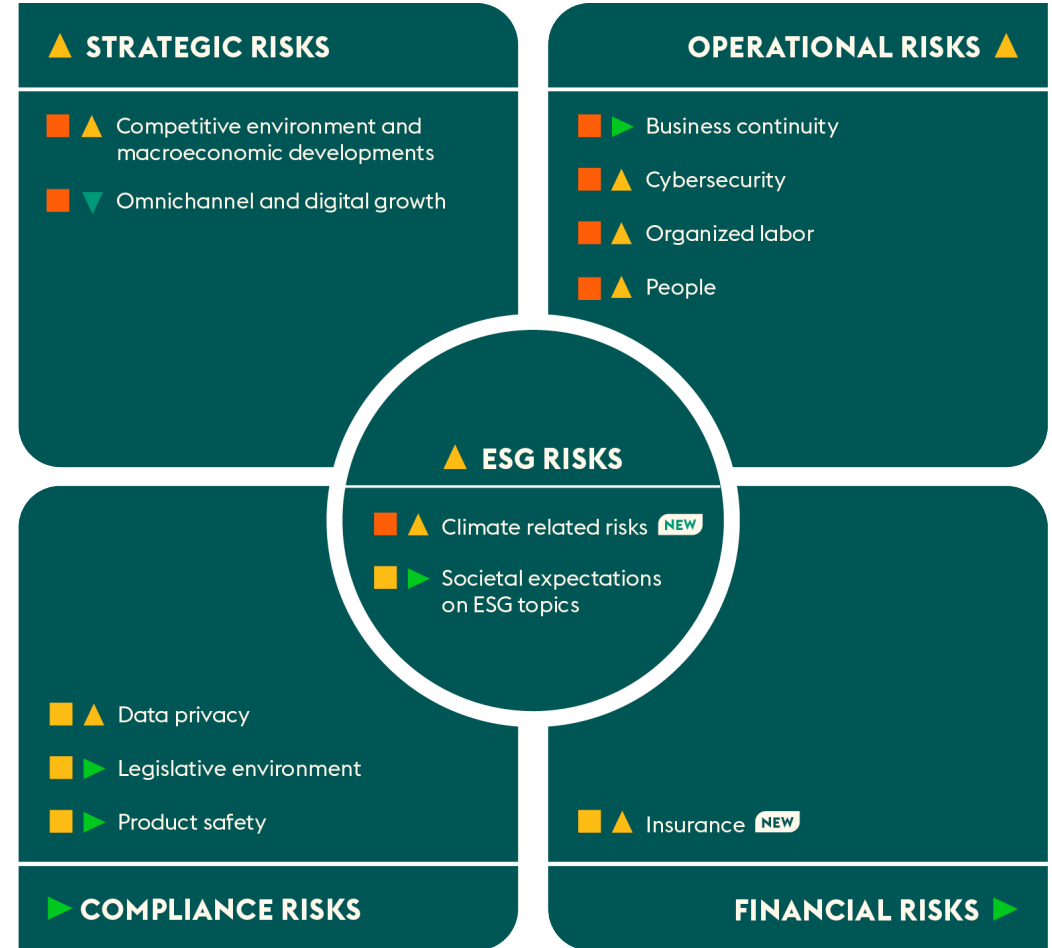 STRATEGIC RISKS
Competitive environment and
macroeconomic developments
Omnichannel and digital growth
OPERATIONAL RISKS
Business continuity
Cybersecurity
Organized labor
People
ESG RISKS
Climate related risks NEW
Societal expectations
on ESG topics
Data privacy
Legislative environment
Product safety
COMPLIANCE RISKS
Insurance NEW
FINANCIAL RISKS